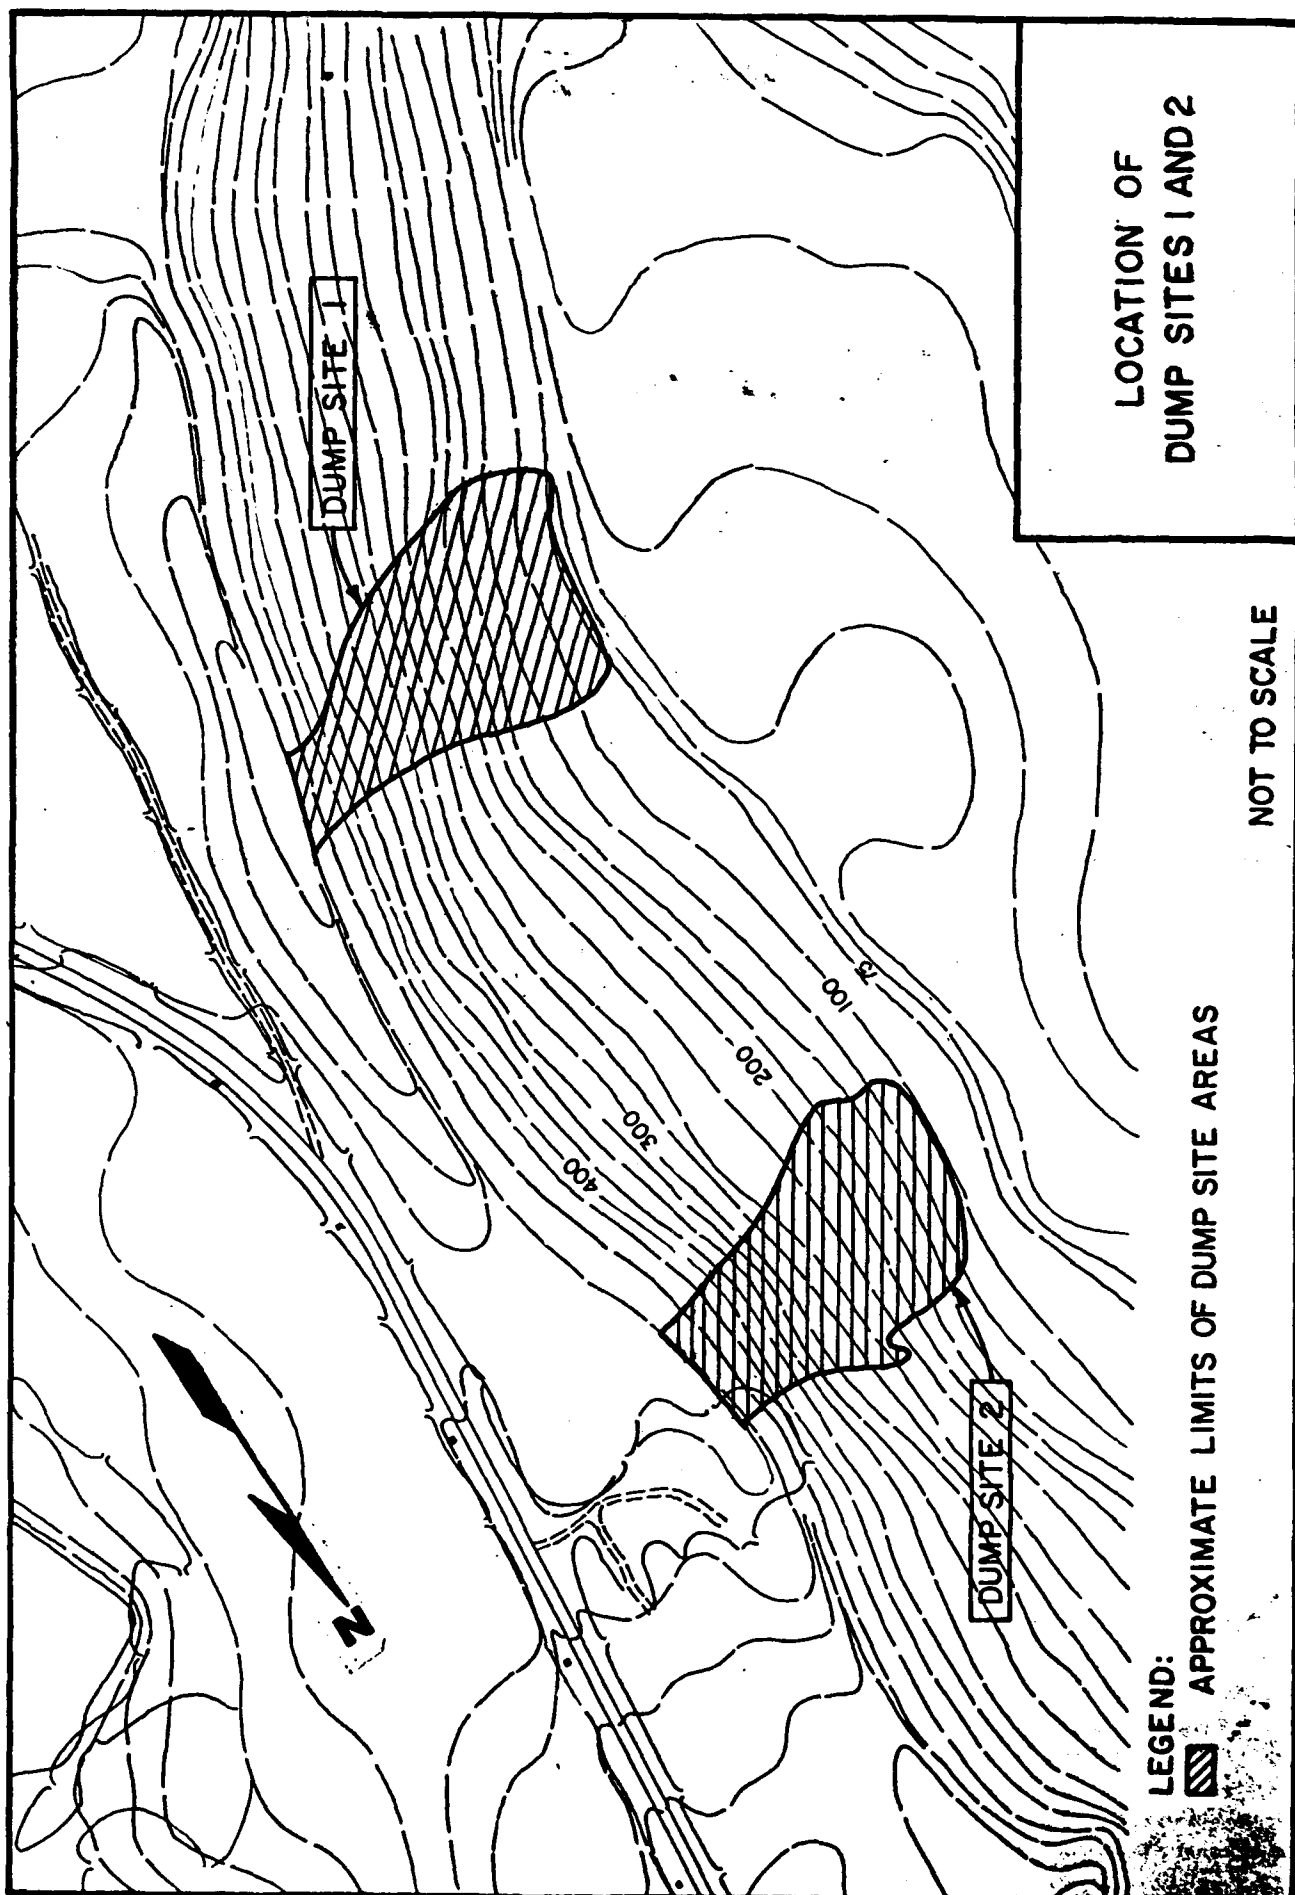 DUMP SITE 1
N
400
300
200
100
75
DUMP SITE 2
LEGEND:
APPROXIMATE LIMITS OF DUMP SITE AREAS
NOT TO SCALE
LOCATION OF
DUMP SITES 1 AND 2